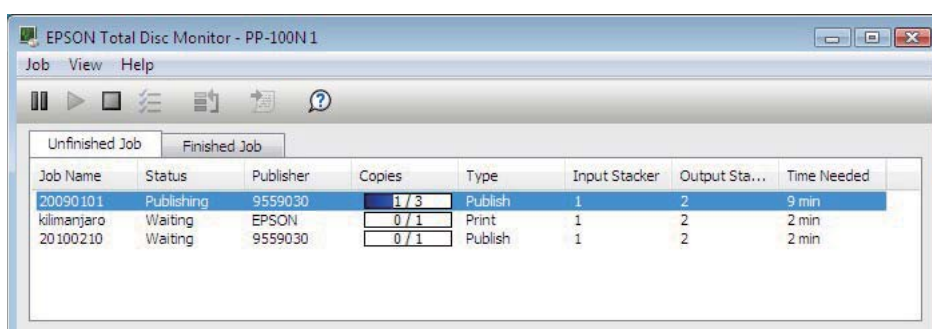 EPSON Total Disc Monitor - PP-100N 1
Job View Help
Unfinished Job Finished Job
Job Name Status Publisher Copies Type Input Stacker Output Sta... Time Needed
20090101 Publishing 9559030 1 / 3 Publish 1 2 9 min
kilimanjaro Waiting EPSON 0 / 1 Print 1 2 2 min
20100210 Waiting 9559030 0 / 1 Publish 1 2 2 min